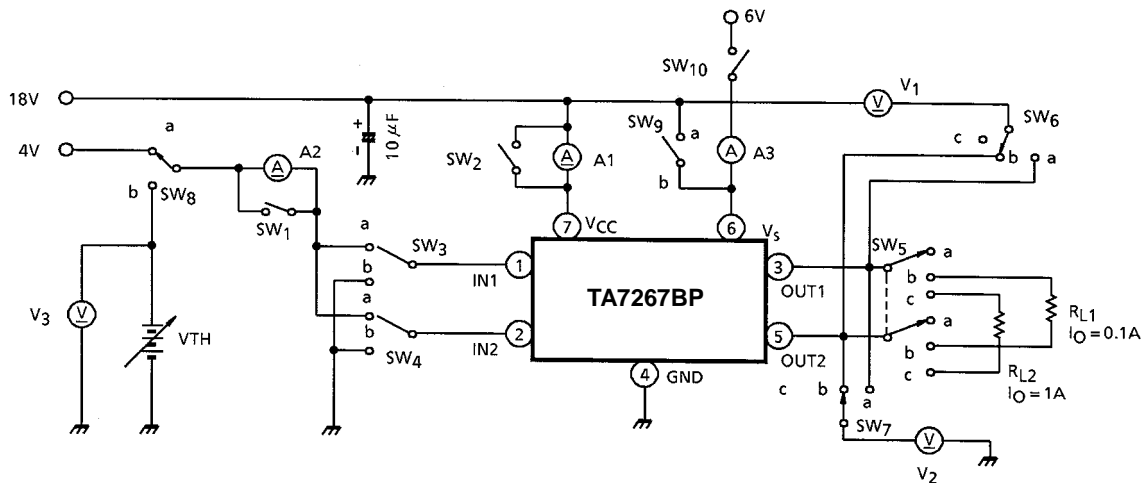 6V
SW10
18V
V
V1
SW6
a
+
-
10 μF
SW9
a
c
b
a
4V
A
A2
SW2
A
A1
A
A3
b
SW8
SW1
b
7
VCC
6
VS
a
SW3
SW5
a
b
1
IN1
3
OUT1
b
c
V3
V
VTH
a
TA7267BP
RL1
IO = 0.1A
b
2
IN2
5
OUT2
a
SW4
b
4
GND
c
RL2
IO = 1A
c
b
a
SW7
V
V2